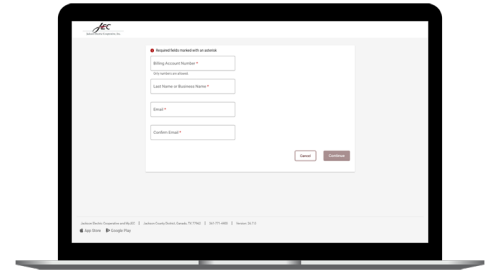 JEC
Required fields marked with an asterisk
Billing Account Number *
Only numbers are allowed.
Last Name or Business Name *
Email *
Confirm Email *
Cancel
Continue
App Store
Google Play